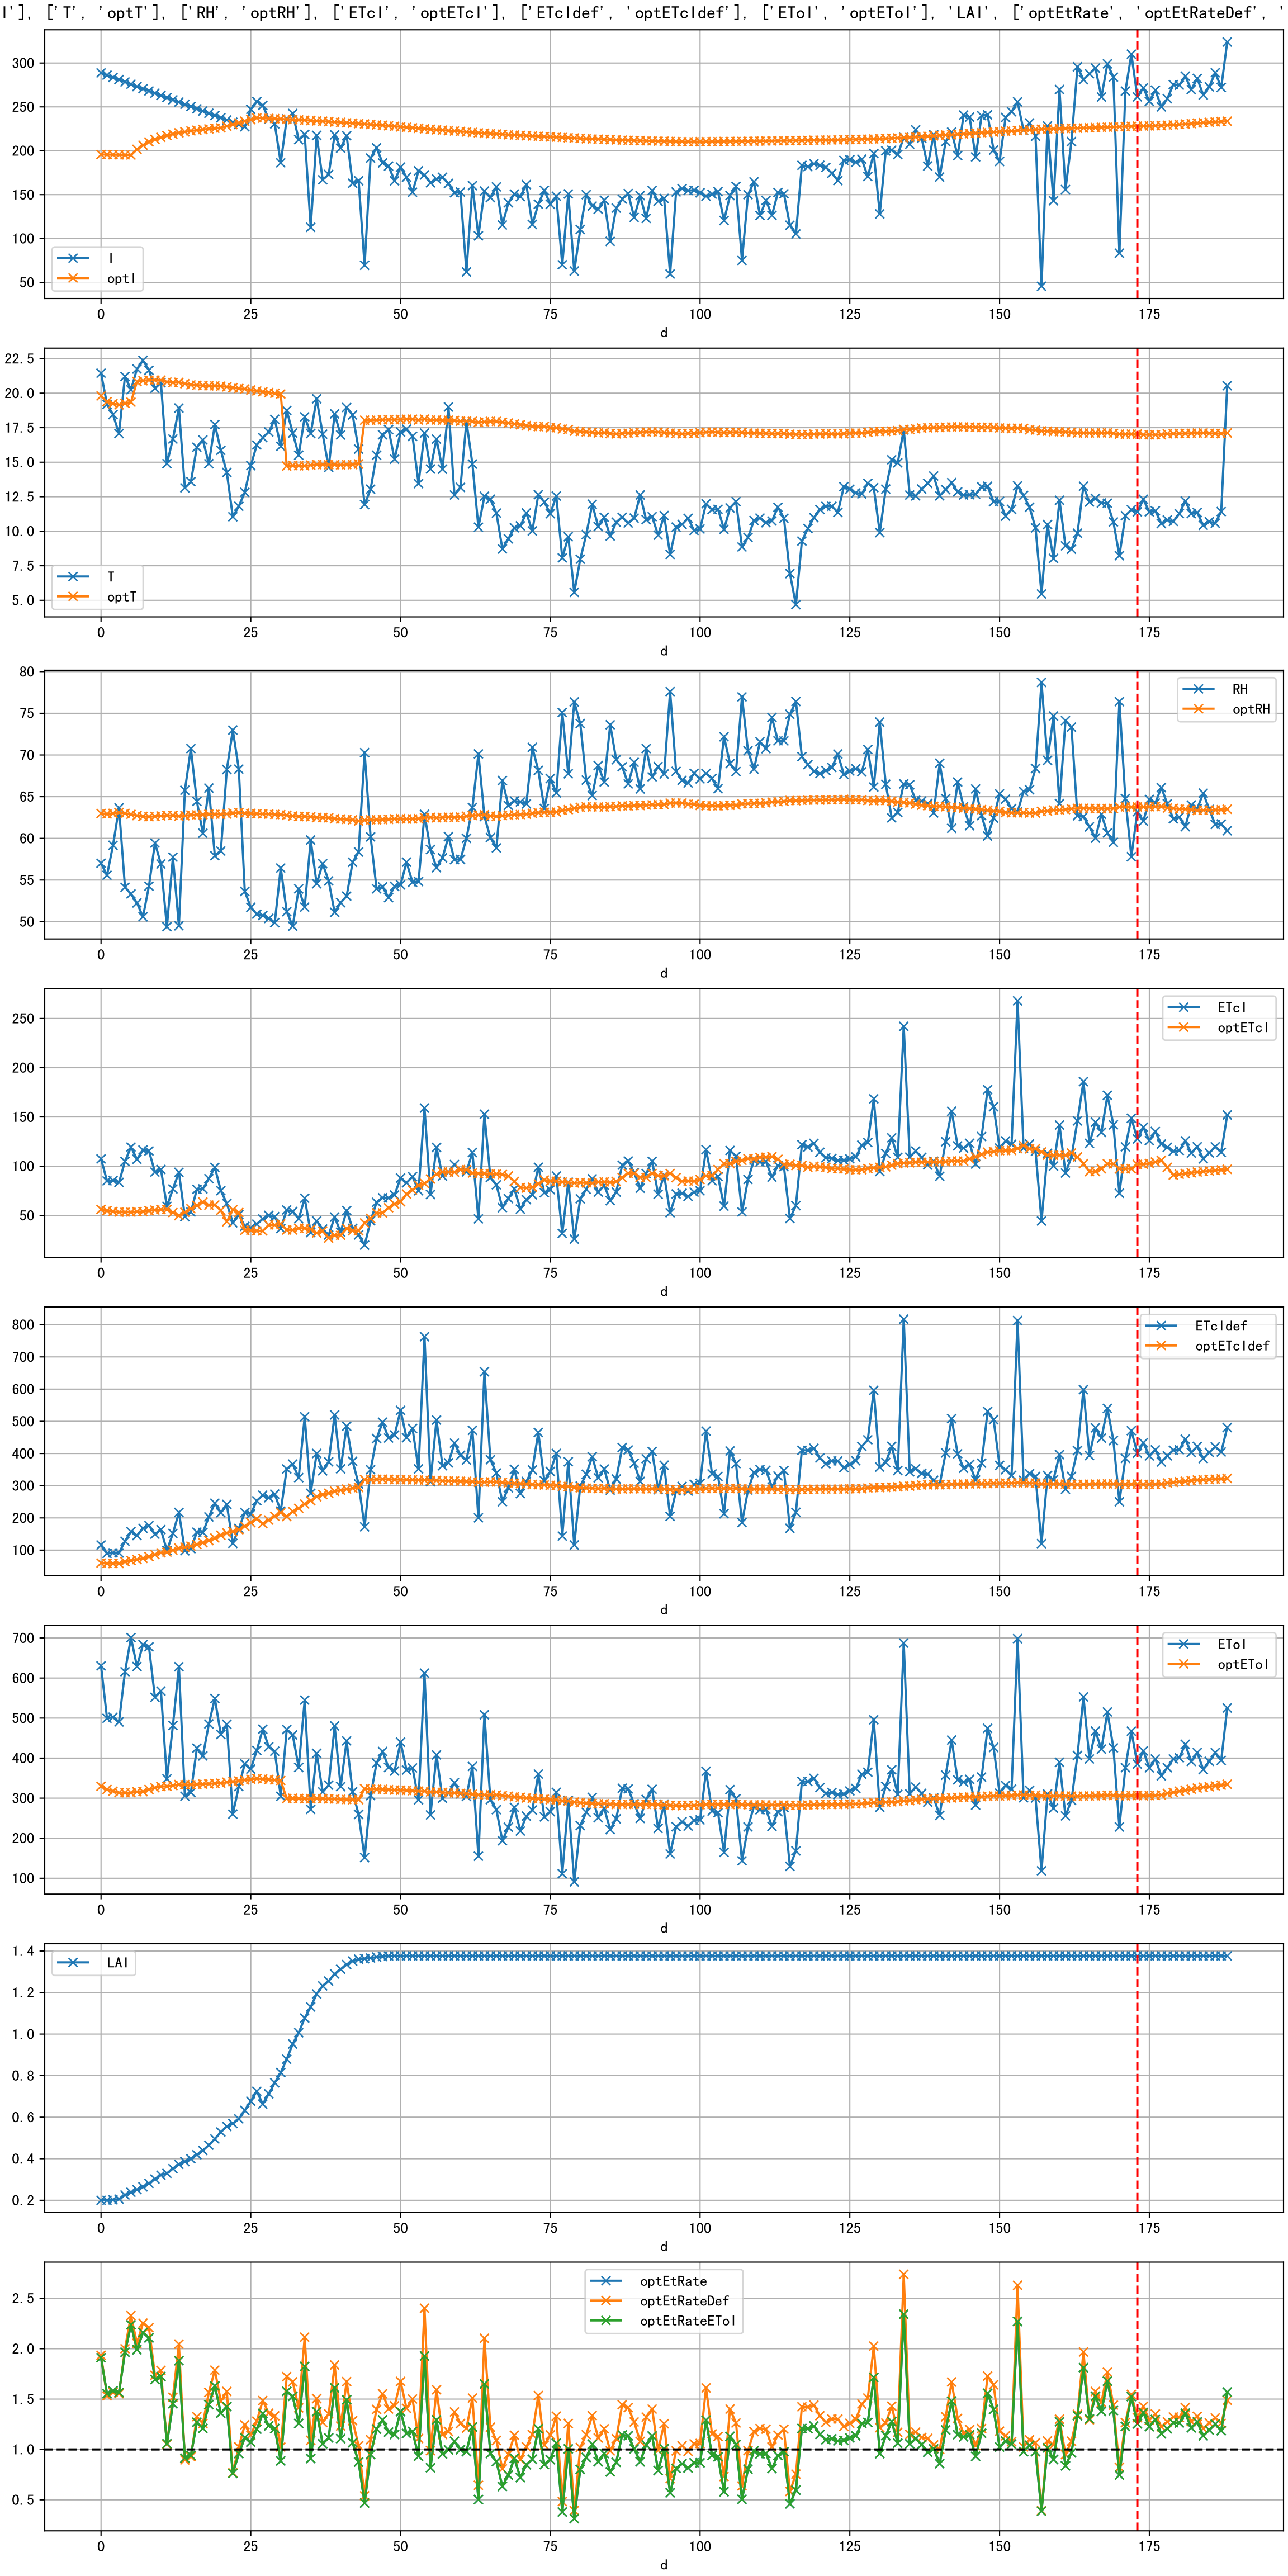 I'], ['T', 'optT'], ['RH', 'optRH'], ['ETcI', 'optETcI'], ['ETcIdef', 'optETcIdef'], ['EToI', 'optEToI'], 'LAI', ['optEtRate', 'optEtRateDef', '
300
250
200
150
100
50
I
optI
0 25 50 75 100 125 150 175
d
22.5
20.0
17.5
15.0
12.5
10.0
7.5
5.0
T
optT
0 25 50 75 100 125 150 175
d
80
75
70
65
60
55
50
RH
optRH
0 25 50 75 100 125 150 175
d
250
200
150
100
50
ETcI
optETcI
0 25 50 75 100 125 150 175
d
800
700
600
500
400
300
200
100
ETcIdef
optETcIdef
0 25 50 75 100 125 150 175
d
700
600
500
400
300
200
100
EToI
optEToI
0 25 50 75 100 125 150 175
d
1.4
1.2
1.0
0.8
0.6
0.4
0.2
LAI
0 25 50 75 100 125 150 175
d
2.5
2.0
1.5
1.0
0.5
optEtRate
optEtRateDef
optEtRateEToI
0 25 50 75 100 125 150 175
d